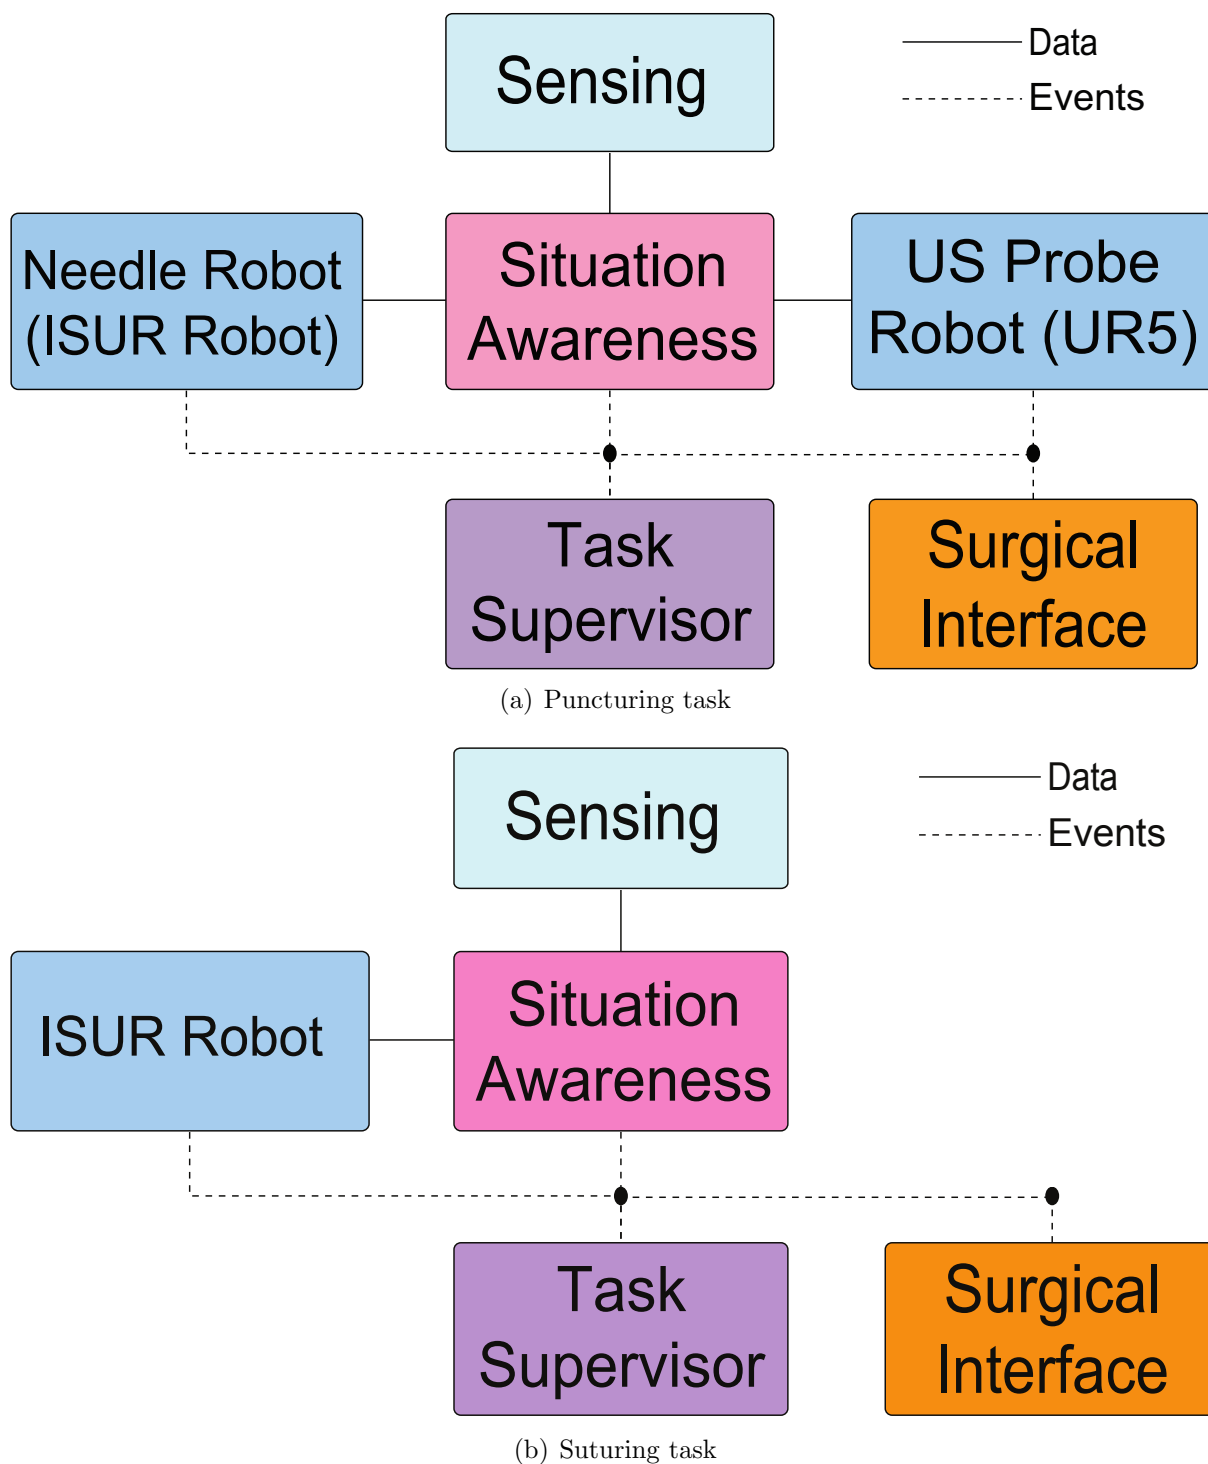 Sensing
Data
Events
Needle Robot
(ISUR Robot)
Situation
Awareness
US Probe
Robot (UR5)
Task
Supervisor
Surgical
Interface
(a) Puncturing task
Sensing
Data
Events
ISUR Robot
Situation
Awareness
Task
Supervisor
Surgical
Interface
(b) Suturing task